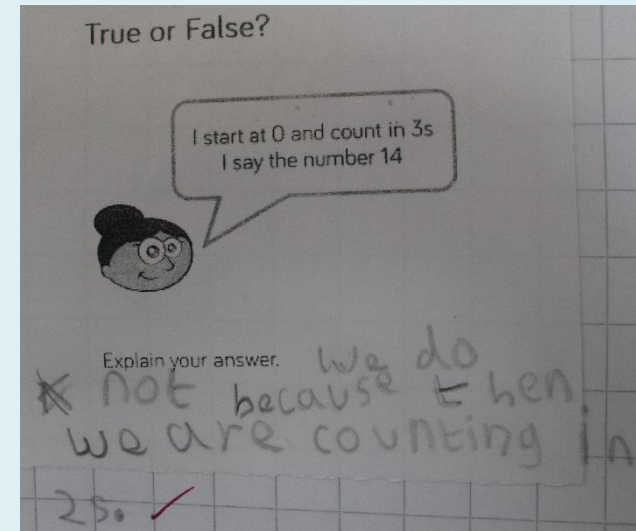 True or False?
I start at 0 and count in 3s
I say the number 14
Explain your answer. We do
not because then
we are counting in
2s.